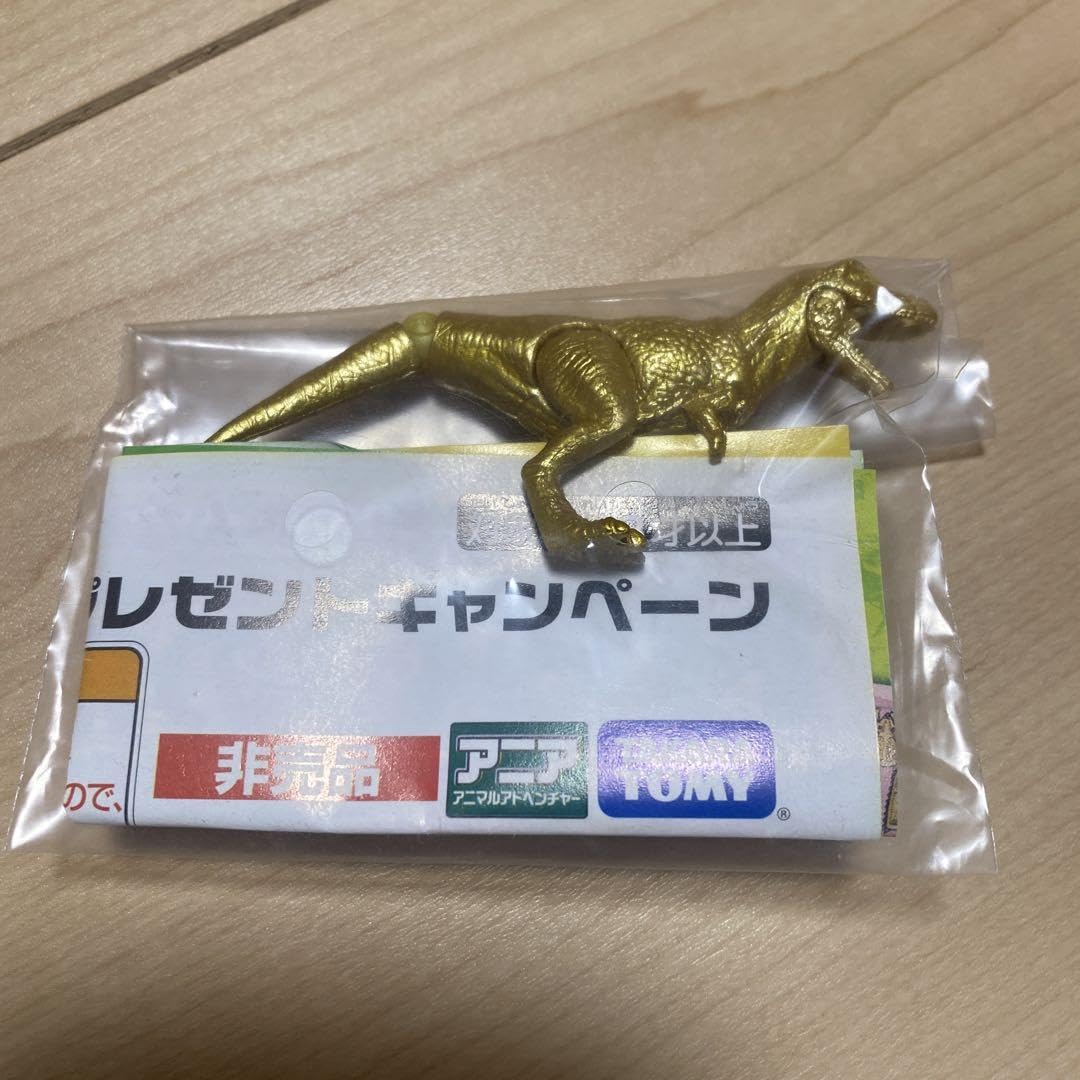 才以上
プレゼントキャンペーン
非売品
アニア
アニマルアドベンチャー
TAKARA
TOMY
®
ので、